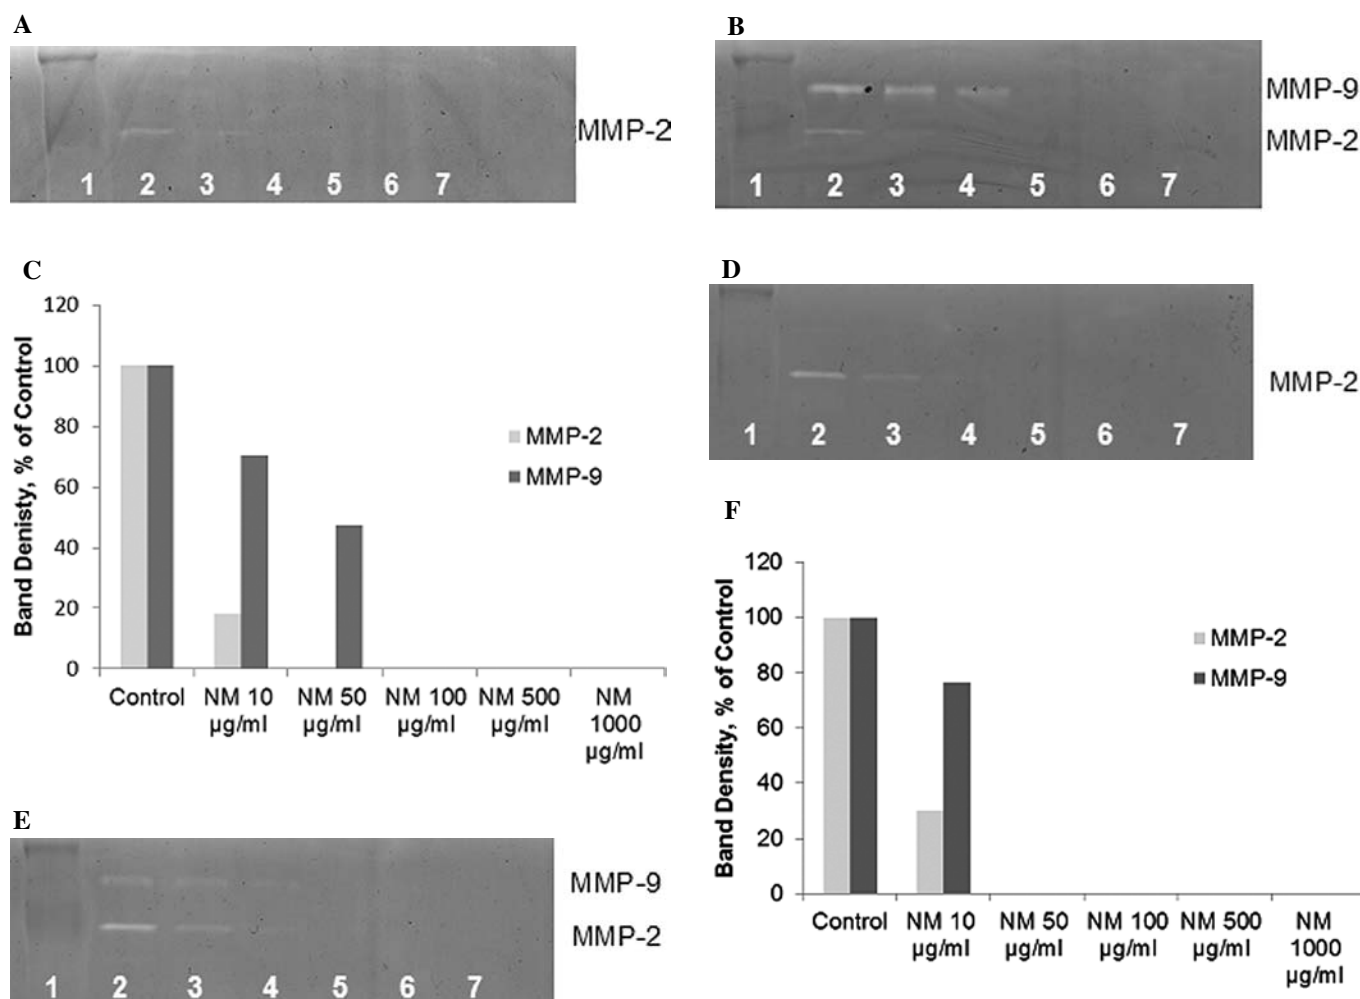 A
MMP-2
1 2 3 4 5 6 7
B
MMP-9
MMP-2
1 2 3 4 5 6 7
C
Band Denisty, % of Control
120
100
80
60
40
20
0
MMP-2
MMP-9
Control NM 10 NM 50 NM 100 NM 500 NM
µg/ml µg/ml µg/ml µg/ml 1000
µg/ml
D
MMP-2
1 2 3 4 5 6 7
E
MMP-9
MMP-2
1 2 3 4 5 6 7
F
Band Density, % of Control
120
100
80
60
40
20
0
MMP-2
MMP-9
Control NM 10 NM 50 NM 100 NM 500 NM
µg/ml µg/ml µg/ml µg/ml 1000
µg/ml